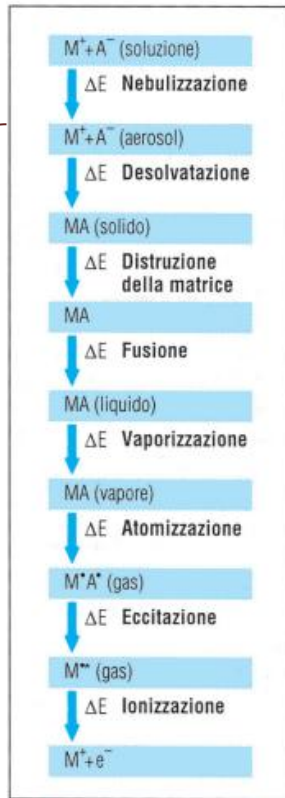 M⁺+A⁻ (soluzione)
ΔE Nebulizzazione
M⁺+A⁻ (aerosol)
ΔE Desolvatazione
MA (solido)
ΔE Distruzione
della matrice
MA
ΔE Fusione
MA (liquido)
ΔE Vaporizzazione
MA (vapore)
ΔE Atomizzazione
M•A• (gas)
ΔE Eccitazione
M•* (gas)
ΔE Ionizzazione
M⁺+e⁻